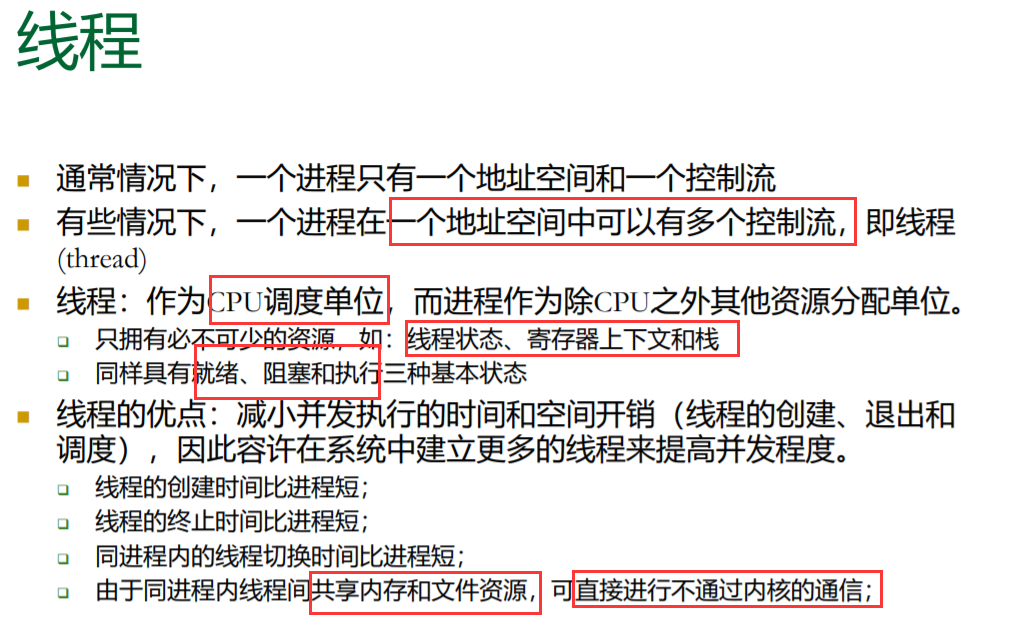 线程
通常情况下，一个进程只有一个地址空间和一个控制流
有些情况下，一个进程在一个地址空间中可以有多个控制流，即线程
(thread)
线程：作为CPU调度单位，而进程作为除CPU之外其他资源分配单位。
只拥有必不可少的资源，如：线程状态、寄存器上下文和栈
同样具有就绪、阻塞和执行三种基本状态
线程的优点：减小并发执行的时间和空间开销（线程的创建、退出和
调度），因此容许在系统中建立更多的线程来提高并发程度。
线程的创建时间比进程短；
线程的终止时间比进程短；
同进程内的线程切换时间比进程短；
由于同进程内线程间共享内存和文件资源，可直接进行不通过内核的通信；